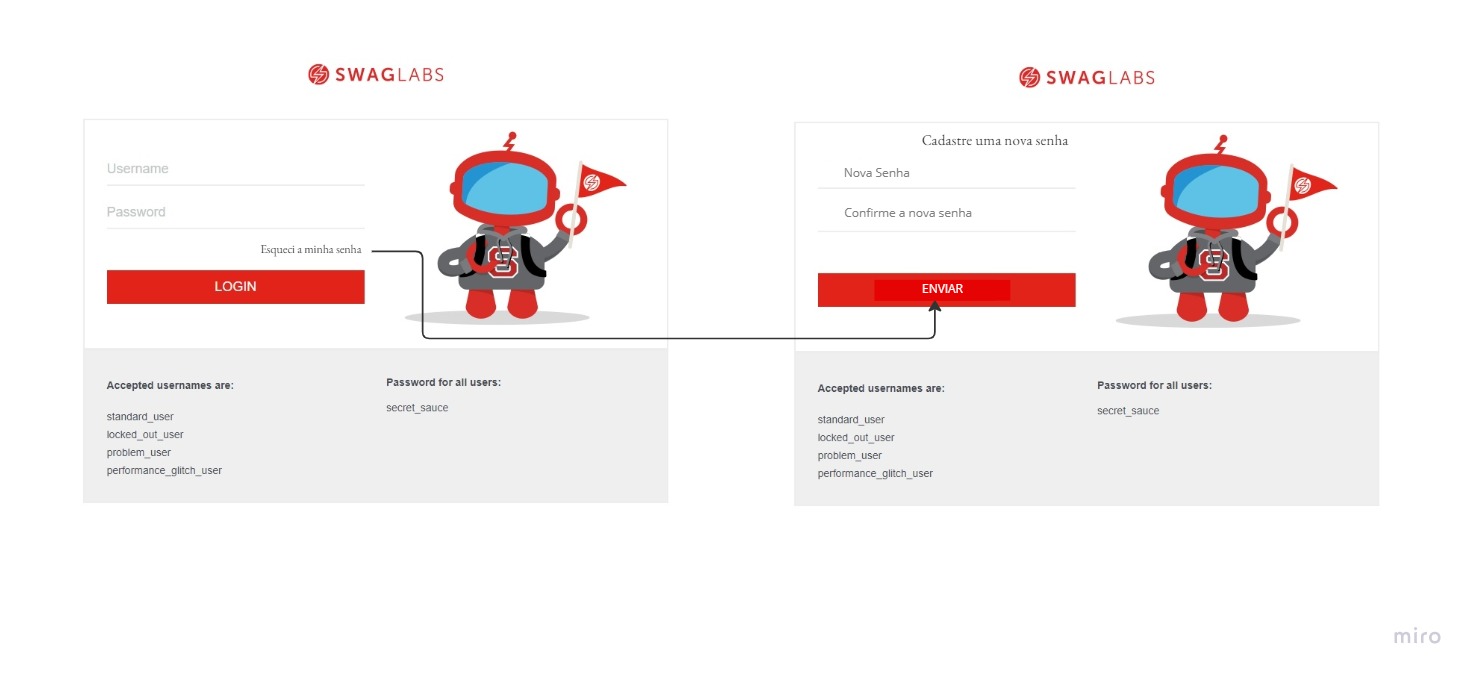 SWAGLABS
Username
Password
Esqueci a minha senha
LOGIN
Accepted usernames are:
standard_user
locked_out_user
problem_user
performance_glitch_user
Password for all users:
secret_sauce
SWAGLABS
Cadastre uma nova senha
Nova Senha
Confirme a nova senha
ENVIAR
Accepted usernames are:
standard_user
locked_out_user
problem_user
performance_glitch_user
Password for all users:
secret_sauce
miro